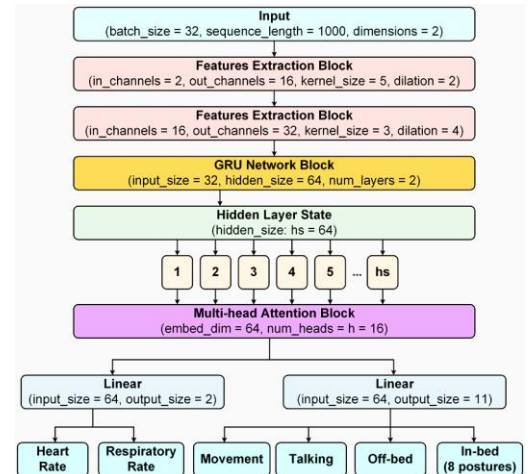 Input
(batch_size = 32, sequence_length = 1000, dimensions = 2)
Features Extraction Block
(in_channels = 2, out_channels = 16, kernel_size = 5, dilation = 2)
Features Extraction Block
(in_channels = 16, out_channels = 32, kernel_size = 3, dilation = 4)
GRU Network Block
(input_size = 32, hidden_size = 64, num_layers = 2)
Hidden Layer State
(hidden_size: hs = 64)
1 2 3 4 5 ... hs
Multi-head Attention Block
(embed_dim = 64, num_heads = h = 16)
Linear
(input_size = 64, output_size = 2)
Linear
(input_size = 64, output_size = 11)
Heart
Rate
Respiratory
Rate
Movement
Talking
Off-bed
In-bed
(8 postures)